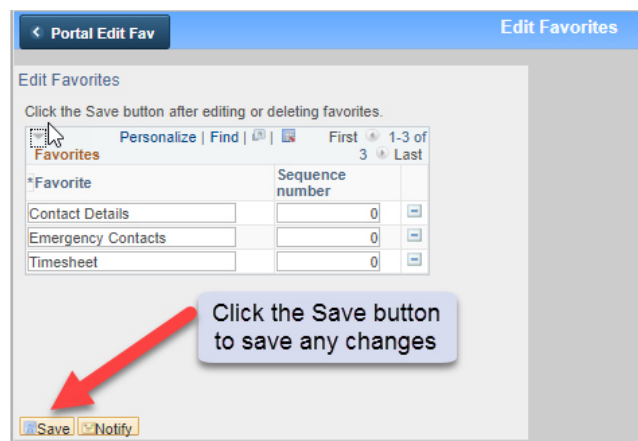 Portal Edit Fav
Edit Favorites
Edit Favorites
Click the Save button after editing or deleting favorites.
Personalize | Find | | First 1-3 of
Favorites 3 Last
*Favorite Sequence
number
Contact Details 0
Emergency Contacts 0
Timesheet 0
Click the Save button
to save any changes
Save Notify